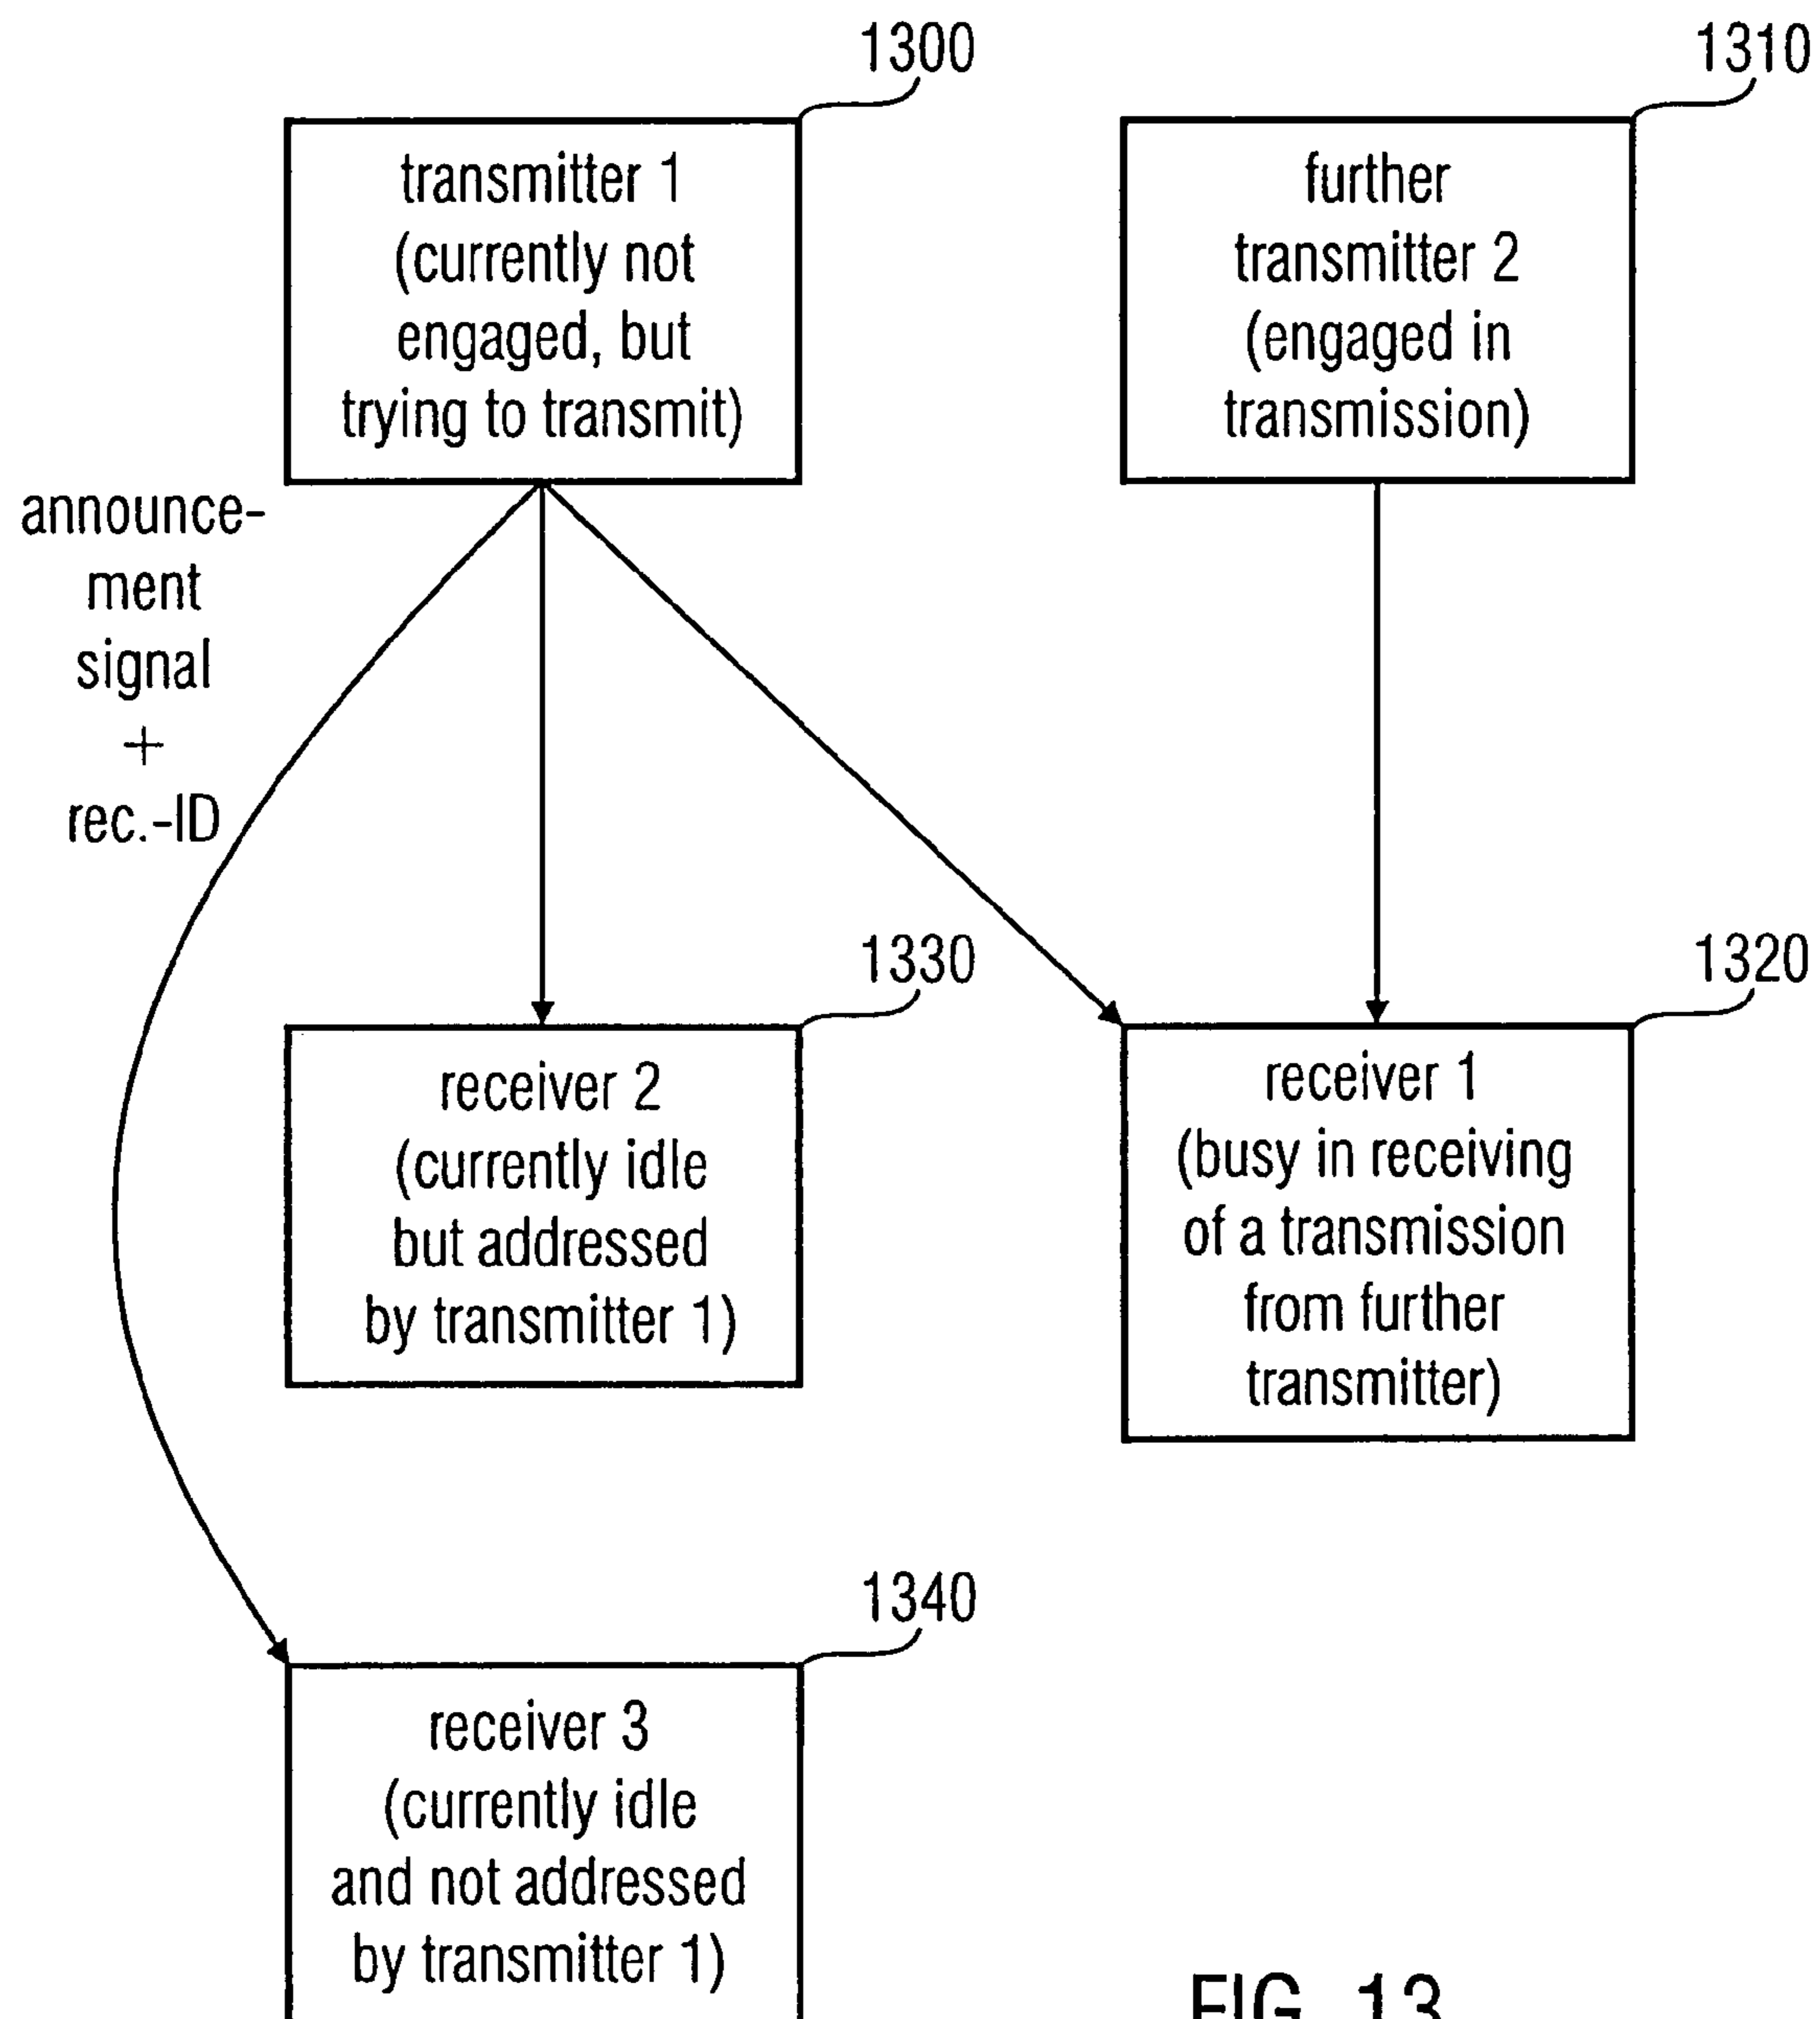 1300
transmitter 1
(currently not
engaged, but
trying to transmit)
1310
further
transmitter 2
(engaged in
transmission)
announce-
ment
signal
+
rec.-ID
1330
receiver 2
(currently idle
but addressed
by transmitter 1)
1320
receiver 1
(busy in receiving
of a transmission
from further
transmitter)
1340
receiver 3
(currently idle
and not addressed
by transmitter 1)
FIG. 13